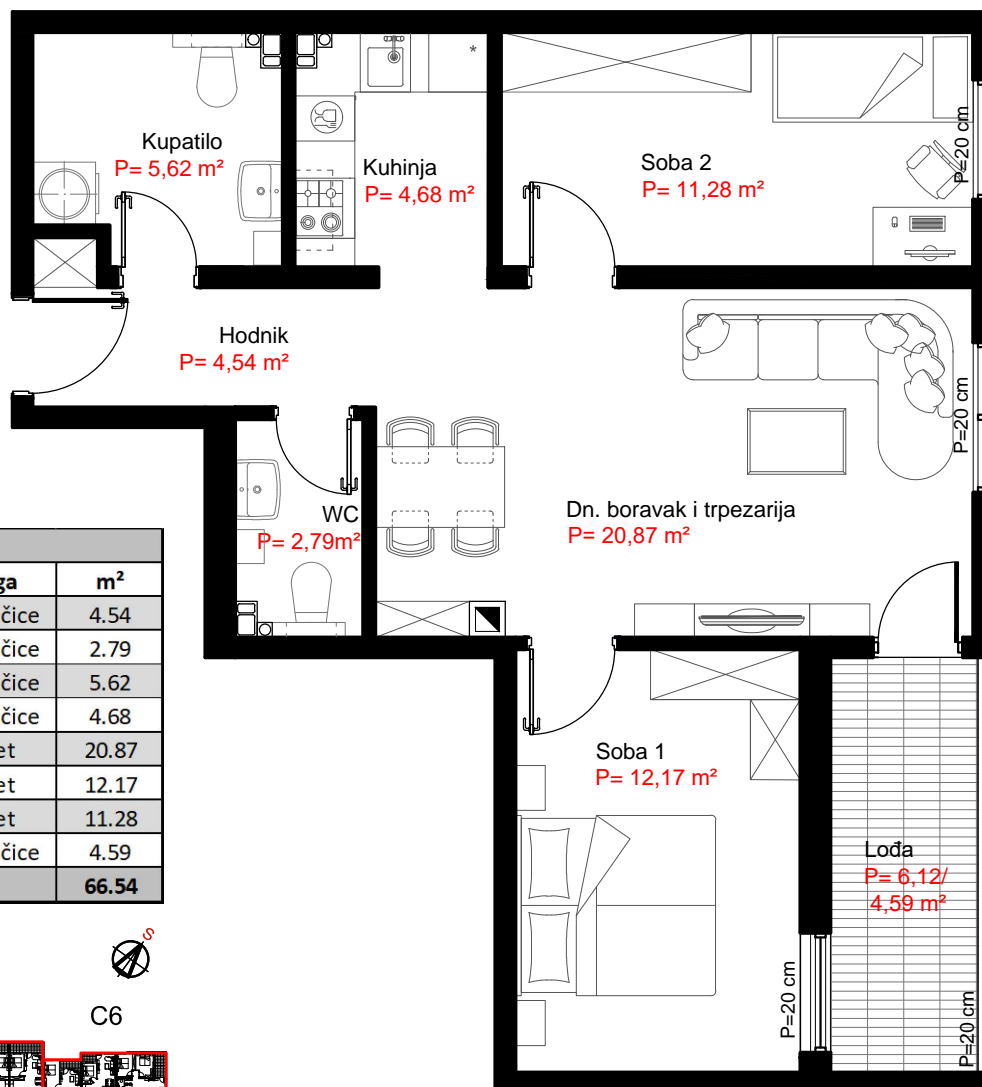 Kupatilo
P= 5,62 m²
Kuhinja
P= 4,68 m²
Soba 2
P= 11,28 m²
P=20 cm
Hodnik
P= 4,54 m²
P=20 cm
WC
P= 2,79m²
Dn. boravak i trpezarija
P= 20,87 m²
ga m²
čice 4.54
čice 2.79
čice 5.62
čice 4.68
et 20.87
et 12.17
et 11.28
čice 4.59
66.54
Soba 1
P= 12,17 m²
Lođa
P= 6,12/
4,59 m²
P=20 cm
P=20 cm
S
C6